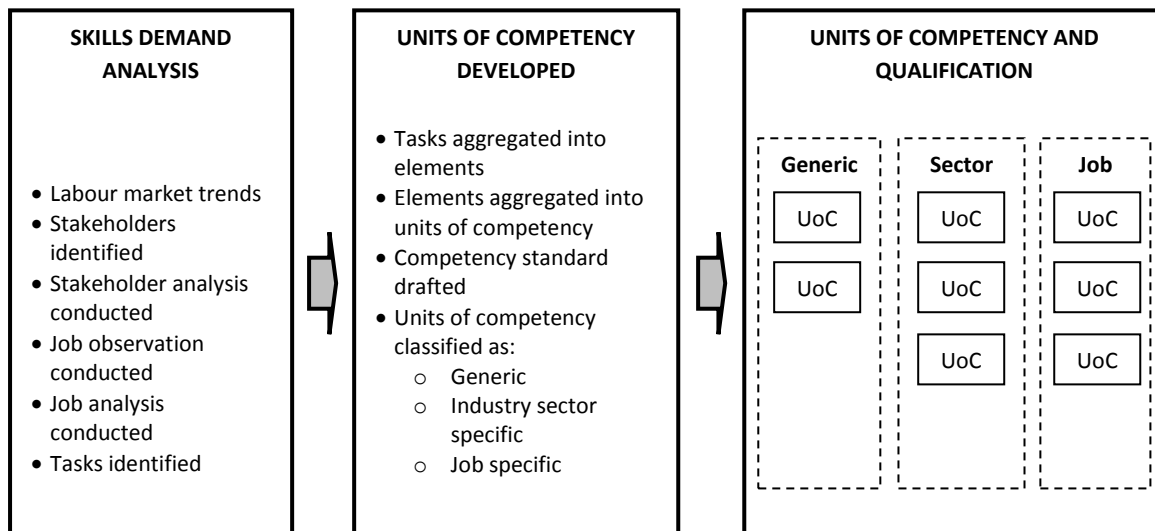 SKILLS DEMAND
ANALYSIS
• Labour market trends
• Stakeholders
identified
• Stakeholder analysis
conducted
• Job observation
conducted
• Job analysis
conducted
• Tasks identified
UNITS OF COMPETENCY
DEVELOPED
• Tasks aggregated into
elements
• Elements aggregated into
units of competency
• Competency standard
drafted
• Units of competency
classified as:
o Generic
o Industry sector
specific
o Job specific
UNITS OF COMPETENCY AND
QUALIFICATION
Generic
UoC
UoC
Sector
UoC
UoC
UoC
Job
UoC
UoC
UoC